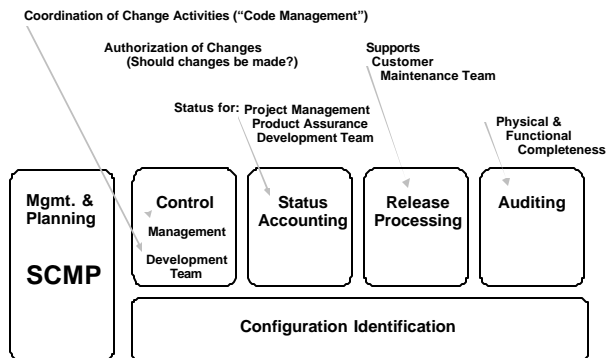 Coordination of Change Activities (“Code Management”)
Authorization of Changes
(Should changes be made?)
Supports
Customer
Maintenance Team
Status for: Project Management
Product Assurance
Development Team
Physical &
Functional
Completeness
Mgmt. &
Planning
SCMP
Control
Management
Development
Team
Status
Accounting
Release
Processing
Auditing
Configuration Identification